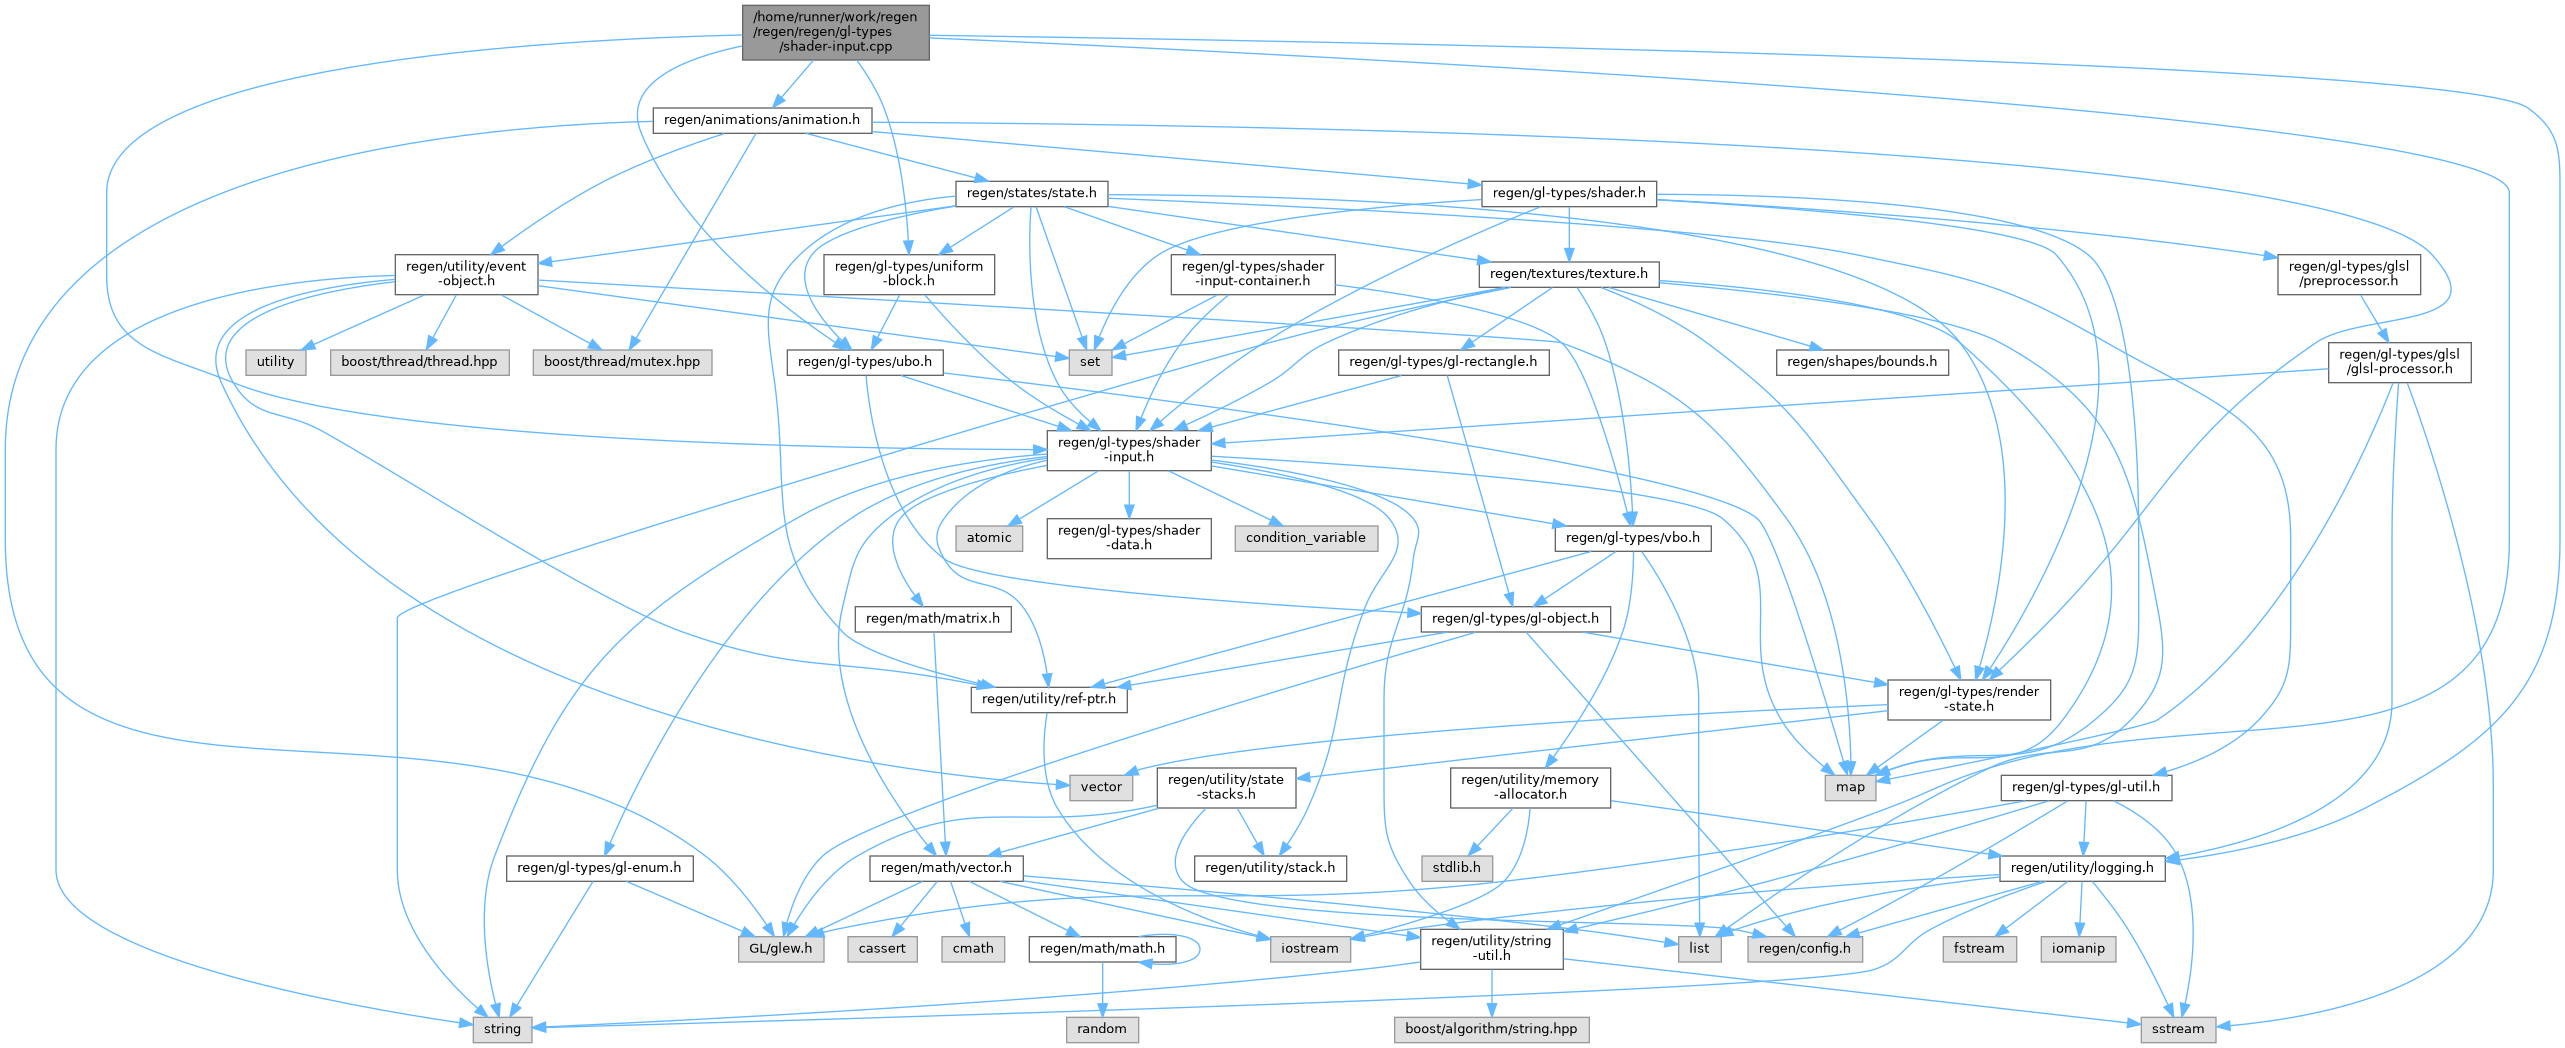 /home/runner/work/regen
/regen/regen/gl-types
/shader-input.cpp
regen/animations/animation.h
regen/states/state.h
regen/gl-types/shader.h
regen/utility/event
-object.h
regen/gl-types/uniform
-block.h
regen/gl-types/shader
-input-container.h
regen/textures/texture.h
regen/gl-types/glsl
/preprocessor.h
utility
boost/thread/thread.hpp
boost/thread/mutex.hpp
regen/gl-types/ubo.h
set
regen/gl-types/gl-rectangle.h
regen/shapes/bounds.h
regen/gl-types/glsl
/glsl-processor.h
regen/gl-types/shader
-input.h
atomic
regen/gl-types/shader
-data.h
condition_variable
regen/gl-types/vbo.h
regen/math/matrix.h
regen/gl-types/gl-object.h
regen/utility/ref-ptr.h
regen/gl-types/render
-state.h
vector
regen/utility/state
-stacks.h
regen/utility/memory
-allocator.h
map
regen/gl-types/gl-util.h
regen/gl-types/gl-enum.h
regen/math/vector.h
regen/utility/stack.h
stdlib.h
regen/utility/logging.h
GL/glew.h
cassert
cmath
regen/math/math.h
iostream
regen/utility/string
-util.h
list
regen/config.h
fstream
iomanip
string
random
boost/algorithm/string.hpp
sstream